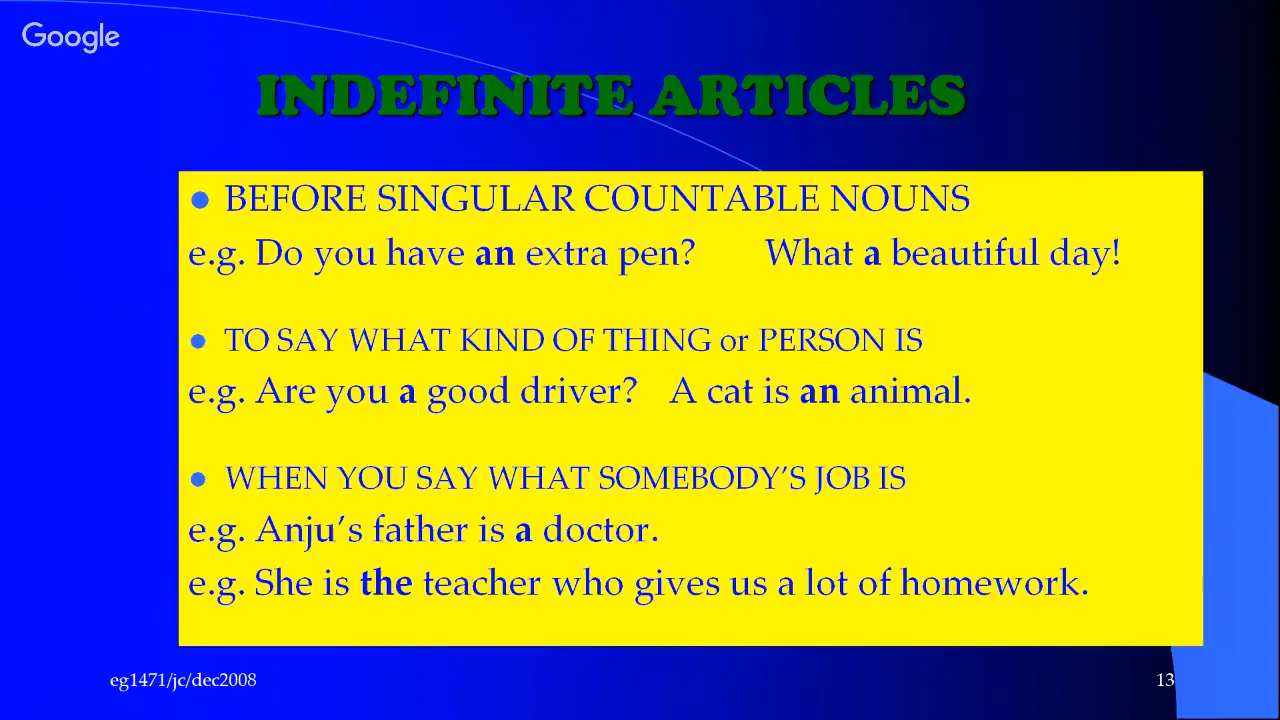 Google
INDEFINITE ARTICLES
● BEFORE SINGULAR COUNTABLE NOUNS
e.g. Do you have an extra pen? What a beautiful day!
● TO SAY WHAT KIND OF THING or PERSON IS
e.g. Are you a good driver? A cat is an animal.
● WHEN YOU SAY WHAT SOMEBODY’S JOB IS
e.g. Anju’s father is a doctor.
e.g. She is the teacher who gives us a lot of homework.
eg1471/jc/dec2008 13